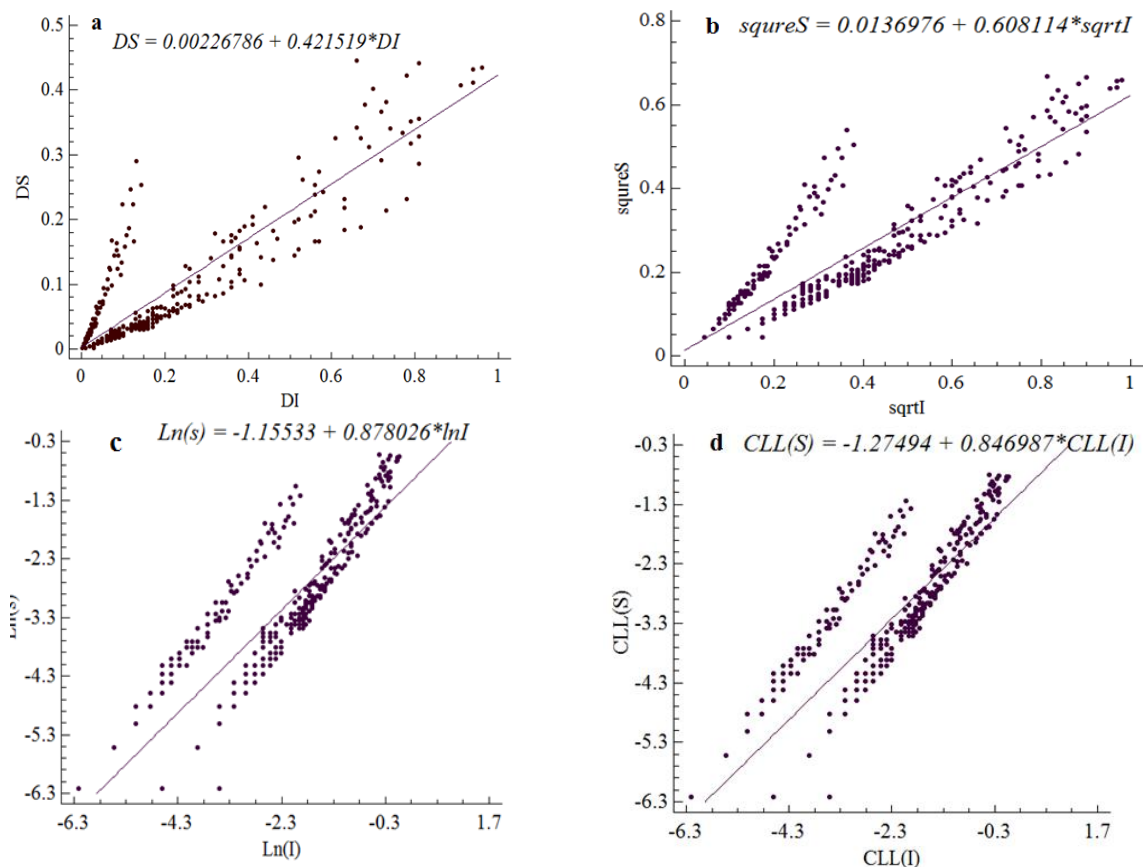 a
DS = 0.00226786 + 0.421519*DI
0.5
0.4
0.3
0.2
0.1
0
DS
0 0.2 0.4 0.6 0.8 1
DI
b
squreS = 0.0136976 + 0.608114*sqrtI
0.8
0.6
0.4
0.2
0
squreS
0 0.2 0.4 0.6 0.8 1
sqrtI
c
Ln(s) = -1.15533 + 0.878026*lnI
-0.3
-1.3
-2.3
-3.3
-4.3
-5.3
-6.3
Ln(s)
-6.3 -4.3 -2.3 -0.3 1.7
Ln(I)
d
CLL(S) = -1.27494 + 0.846987*CLL(I)
-0.3
-1.3
-2.3
-3.3
-4.3
-5.3
-6.3
CLL(S)
-6.3 -4.3 -2.3 -0.3 1.7
CLL(I)